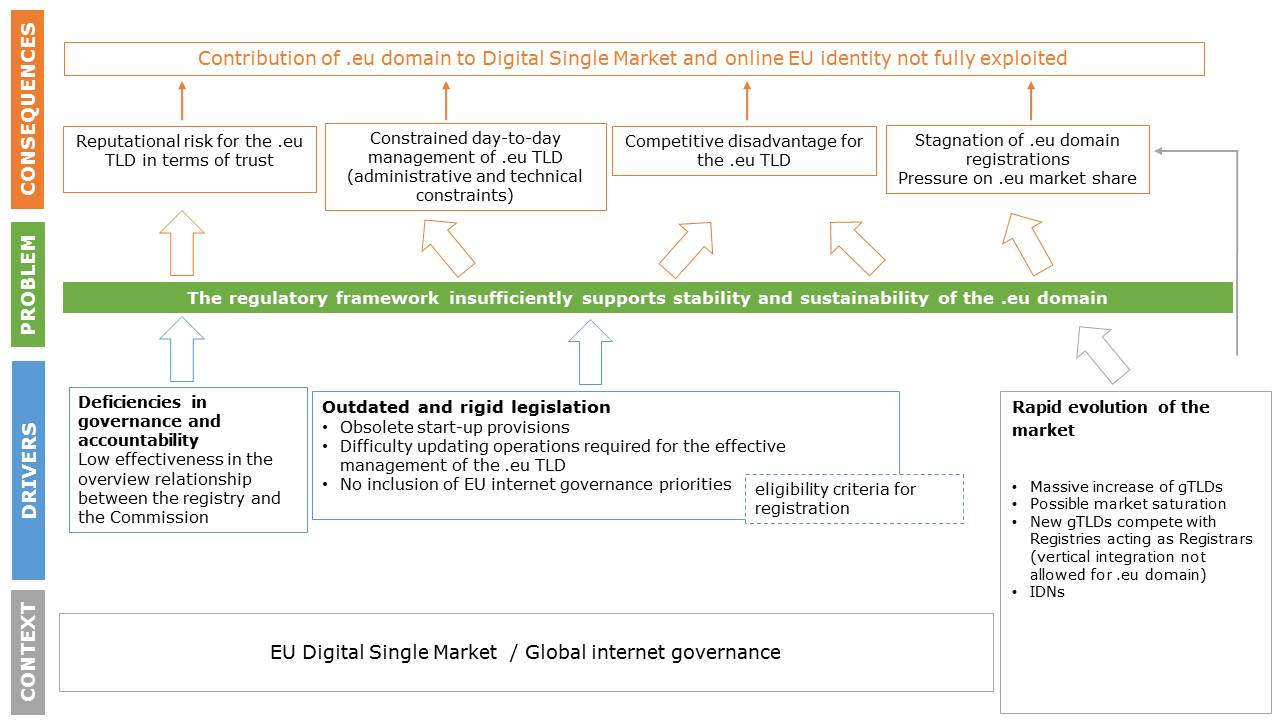 CONSEQUENCES
Contribution of .eu domain to Digital Single Market and online EU identity not fully exploited
Reputational risk for the .eu
TLD in terms of trust
Constrained day-to-day
management of .eu TLD
(administrative and technical
constraints)
Competitive disadvantage for
the .eu TLD
Stagnation of .eu domain
registrations
Pressure on .eu market share
PROBLEM
The regulatory framework insufficiently supports stability and sustainability of the .eu domain
DRIVERS
Deficiencies in
governance and
accountability
Low effectiveness in the
overview relationship
between the registry and
the Commission
Outdated and rigid legislation
• Obsolete start-up provisions
• Difficulty updating operations required for the effective
management of the .eu TLD
• No inclusion of EU internet governance priorities
eligibility criteria for
registration
Rapid evolution of the
market
• Massive increase of gTLDs
• Possible market saturation
• New gTLDs compete with
Registries acting as Registrars
(vertical integration not
allowed for .eu domain)
• IDNs
CONTEXT
EU Digital Single Market / Global internet governance